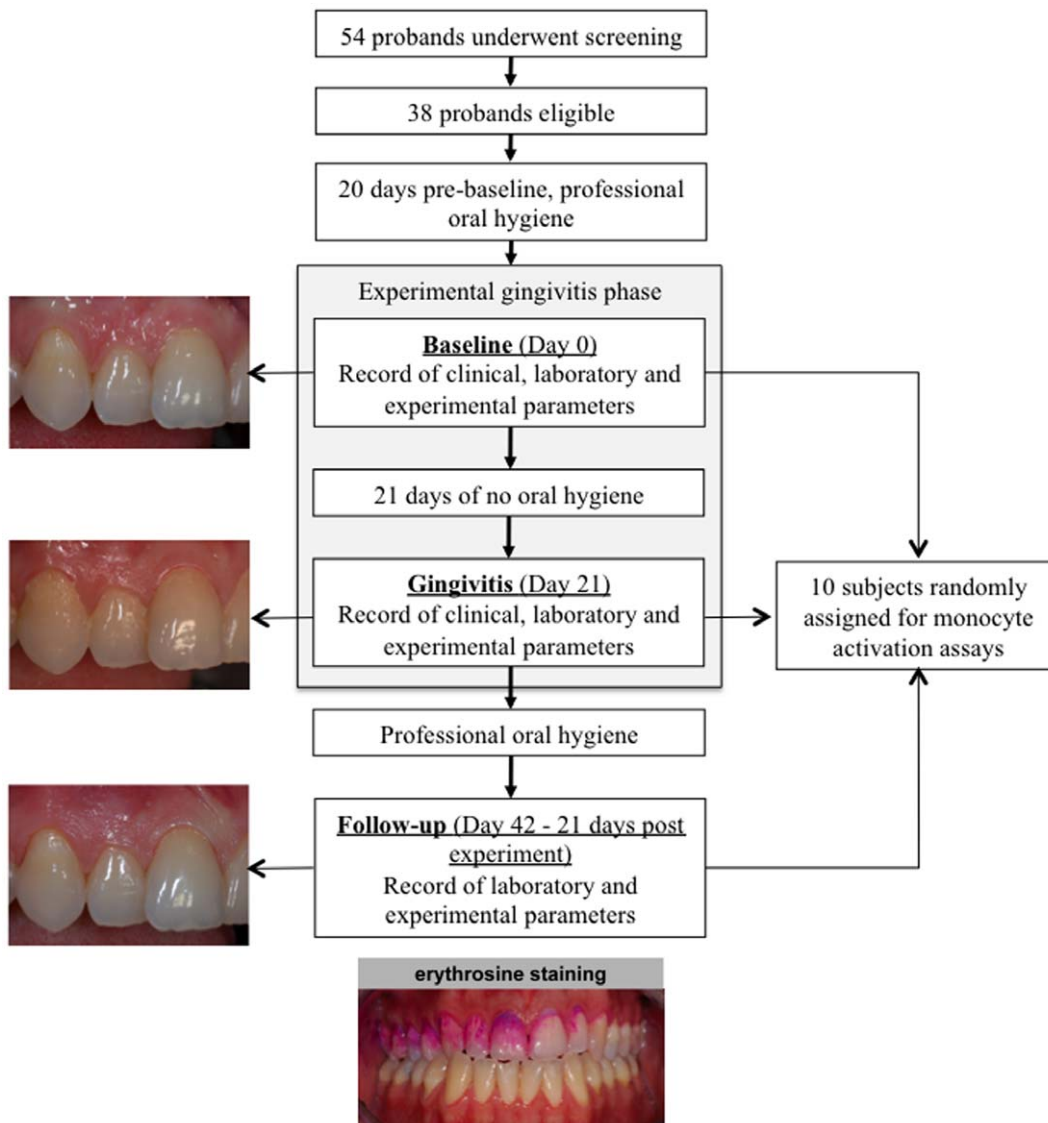 54 probands underwent screening
38 probands eligible
20 days pre-baseline, professional
oral hygiene
Experimental gingivitis phase
Baseline (Day 0)
Record of clinical, laboratory and
experimental parameters
21 days of no oral hygiene
Gingivitis (Day 21)
Record of clinical, laboratory and
experimental parameters
10 subjects randomly
assigned for monocyte
activation assays
Professional oral hygiene
Follow-up (Day 42 - 21 days post
experiment)
Record of laboratory and
experimental parameters
erythrosine staining